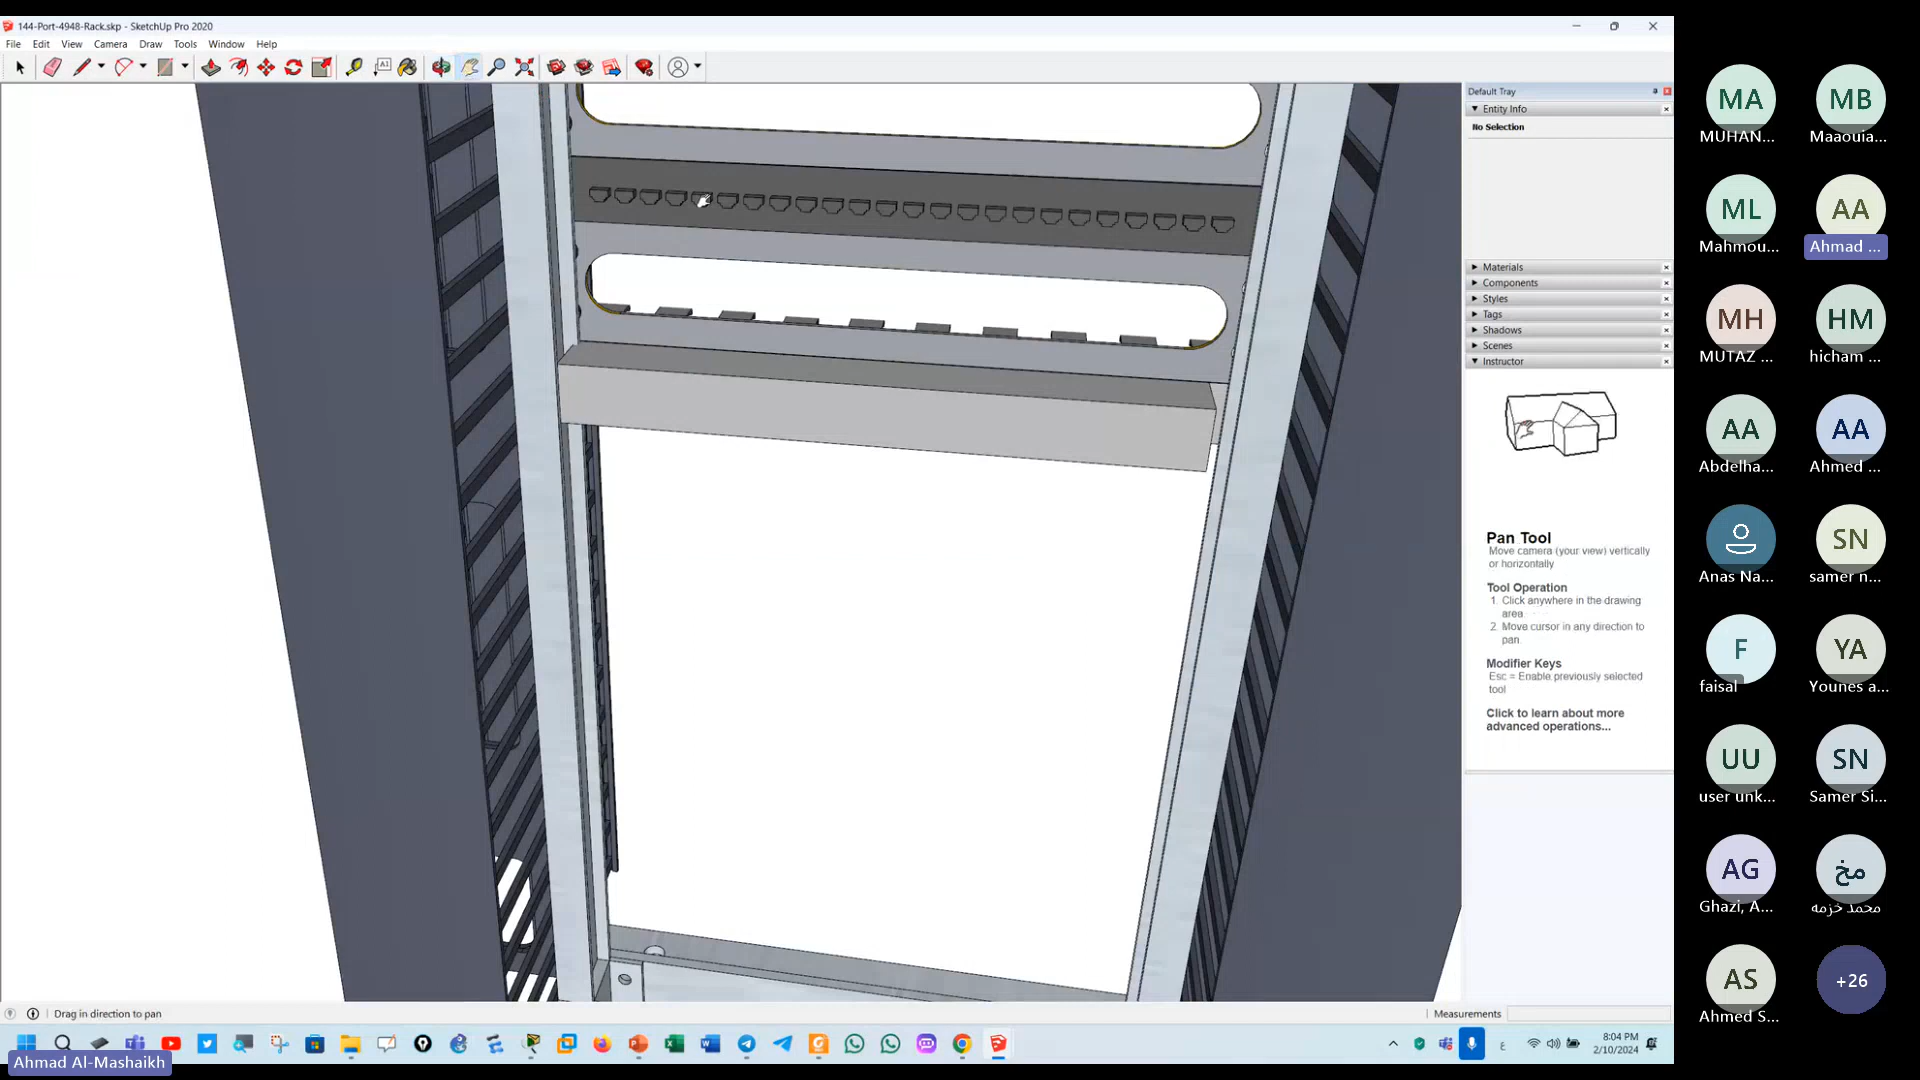 144-Port-4948-Rack.skp - SketchUp Pro 2020
File Edit View Camera Draw Tools Window Help
A1
Default Tray
Entity Info
No Selection
Materials
Components
Styles
Tags
Shadows
Scenes
Instructor
Pan Tool
Move camera (your view) vertically
or horizontally
Tool Operation
1. Click anywhere in the drawing
area
2. Move cursor in any direction to
pan.
Modifier Keys
Esc = Enable previously selected
tool
Click to learn about more
advanced operations...
Drag in direction to pan
Measurements
8:04 PM
2/10/2024
ع
Ahmad Al-Mashaikh
MA MB
MUHAN... Maaouia...
ML AA
Mahmou... Ahmad ...
MH HM
MUTAZ ... hicham ...
AA AA
Abdelha... Ahmed ...
SN
Anas Na... samer n...
F YA
faisal Younes a...
UU SN
user unk... Samer Si...
AG مخ
Ghazi, A... محمد خزمه
AS +26
Ahmed S...